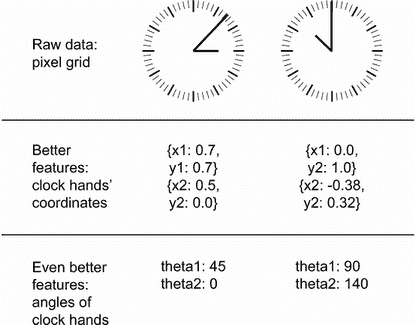 Raw data:
pixel grid
Better
features:
clock hands'
coordinates
{x1: 0.7,
y1: 0.7}
{x2: 0.5,
y2: 0.0}
{x1: 0.0,
y2: 1.0}
{x2: -0.38,
y2: 0.32}
Even better
features:
angles of
clock hands
theta1: 45
theta2: 0
theta1: 90
theta2: 140